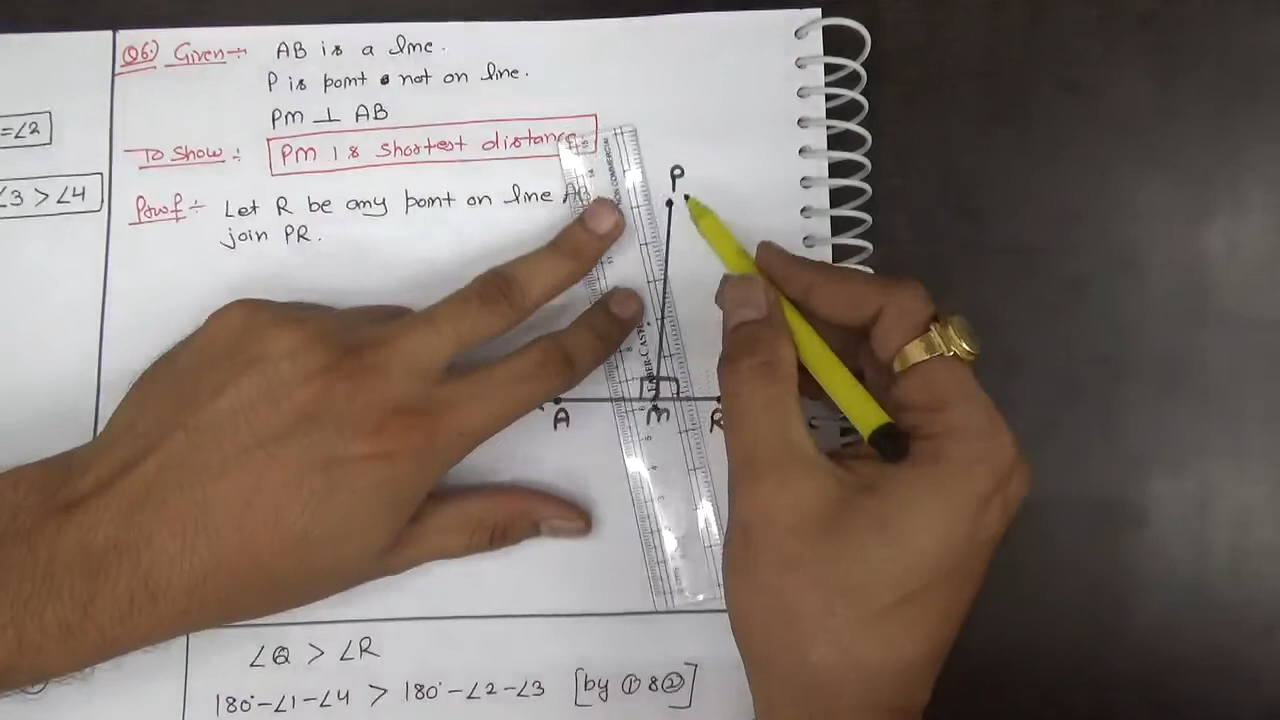 =∠2
∠3 > ∠4
Q6.) Given:- AB is a line.
P is point not on line.
PM ⊥ AB
To Show:- PM is shortest distance.
Proof:- Let R be any point on line AB
join PR.
P
A M R
∠Q > ∠R
180°-∠1-∠4 > 180°-∠2-∠3 [by ① & ②]